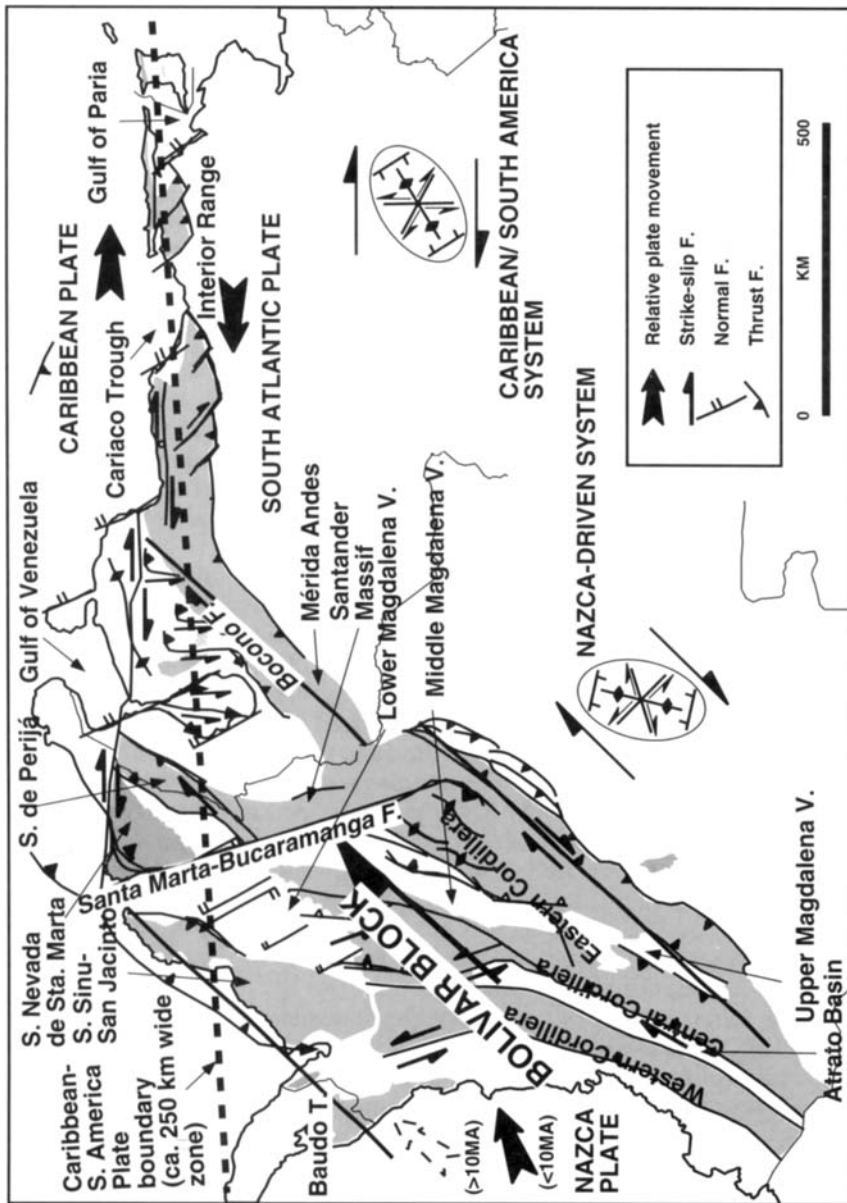 S. Nevada
de Sta. Marta
S. Sinu-
San Jacinto
Caribbean-
S. America
Plate
boundary
(ca. 250 km wide
zone)
Baudo T.
S. de Perijá
Gulf of Venezuela
CARIBBEAN PLATE
Cariaco Trough
Gulf of Paria
Interior Range
SOUTH ATLANTIC PLATE
Boconó F.
Mérida Andes
Santander
Massif
Lower Magdalena V.
Middle Magdalena V.
Santa Marta-Bucaramanga F.
BOLIVAR BLOCK
Eastern Cordillera
Central Cordillera
Western Cordillera
(>10MA)
(<10MA)
NAZCA
PLATE
Upper Magdalena V.
Atrato Basin
NAZCA-DRIVEN SYSTEM
CARIBBEAN/ SOUTH AMERICA
SYSTEM
Relative plate movement
Strike-slip F.
Normal F.
Thrust F.
0 KM 500